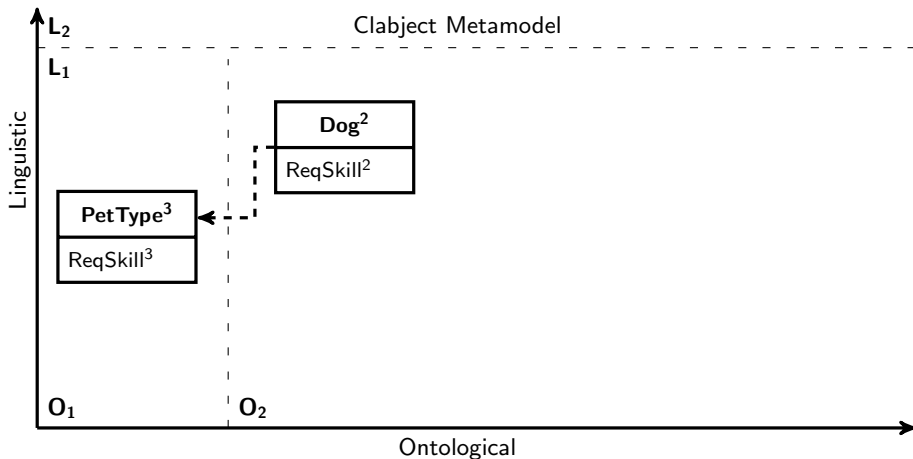 L₂
Clabject Metamodel
L₁
Linguistic
Dog²
ReqSkill²
PetType³
ReqSkill³
O₁
O₂
Ontological